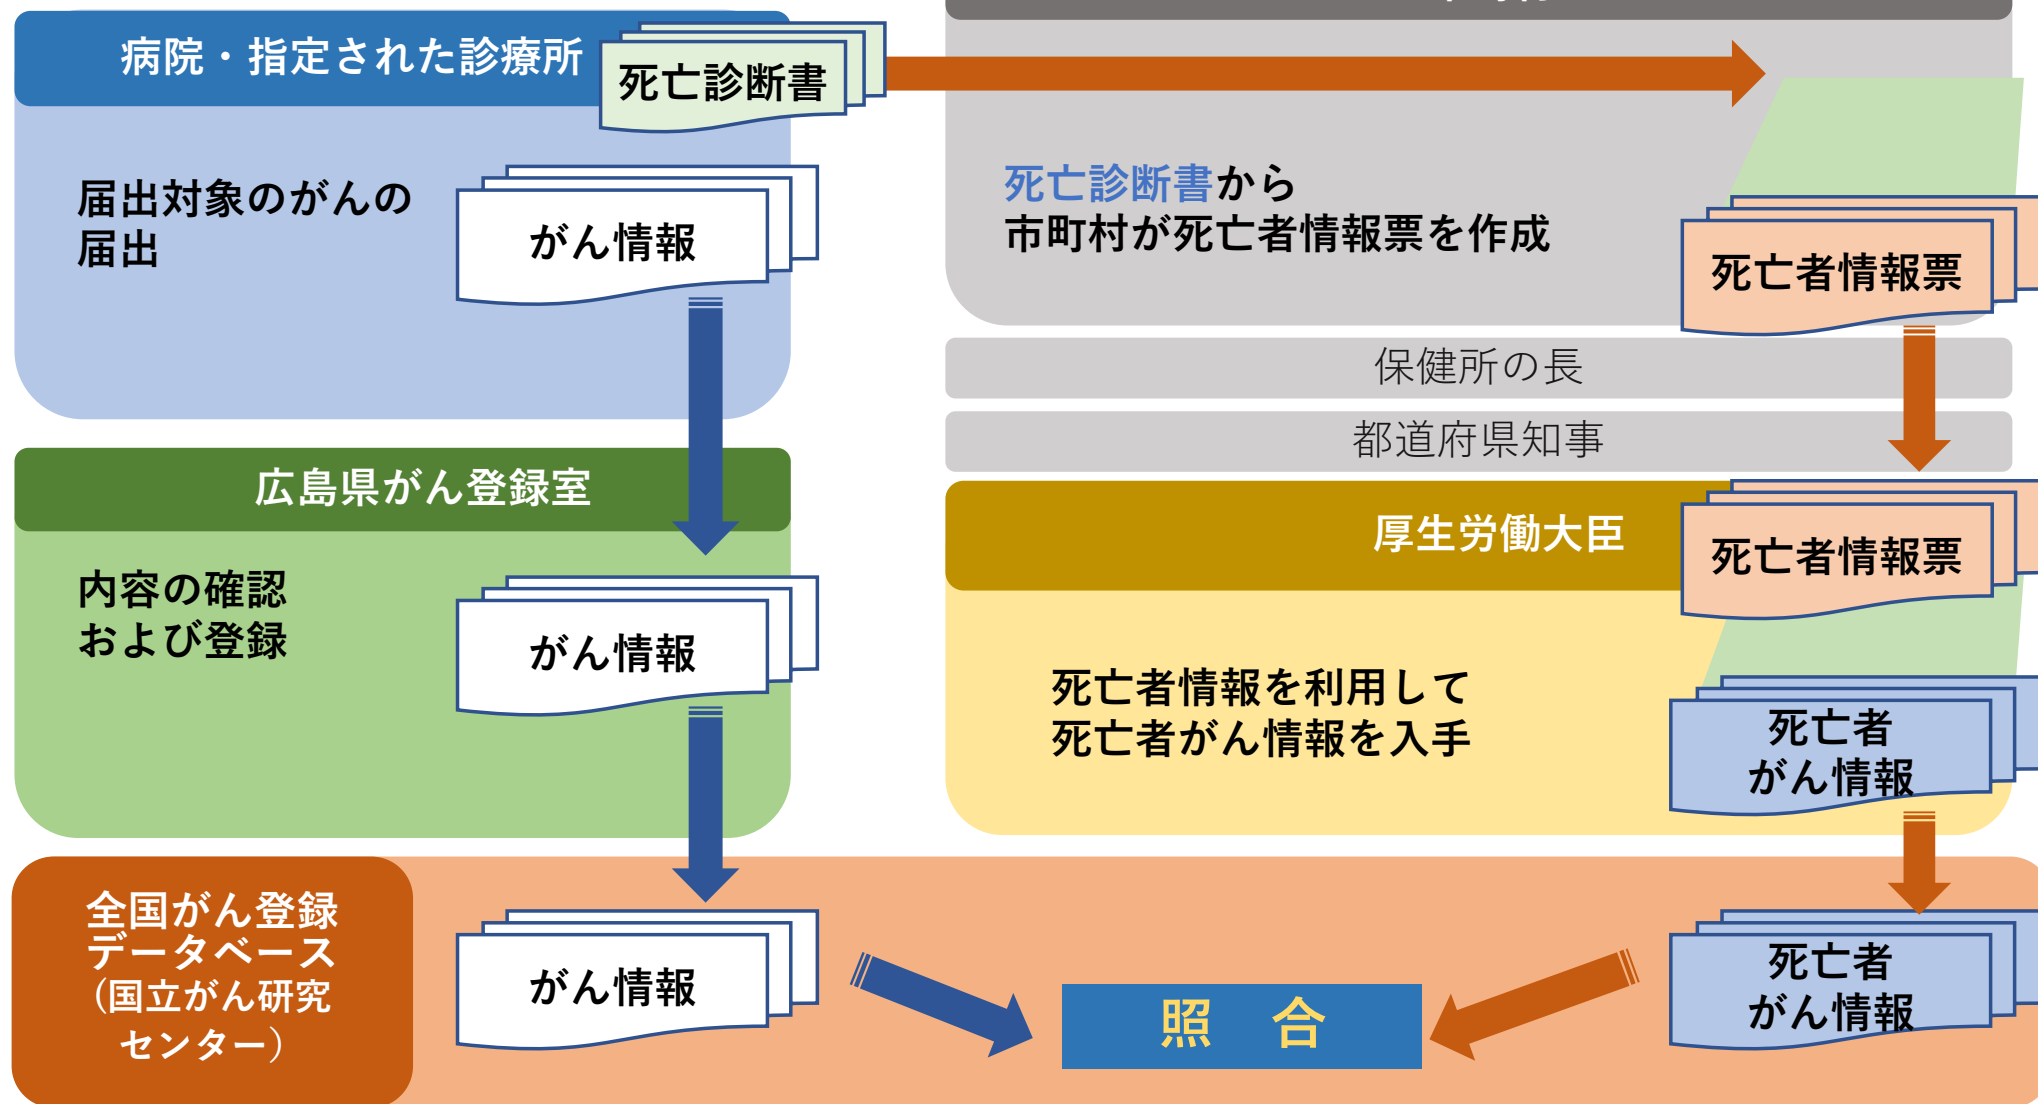 病院・指定された診療所
死亡診断書
届出対象のがんの
届出
がん情報
死亡診断書から
市町村が死亡者情報票を作成
死亡者情報票
保健所の長
都道府県知事
広島県がん登録室
内容の確認
および登録
がん情報
厚生労働大臣
死亡者情報票
死亡者情報を利用して
死亡者がん情報を入手
死亡者
がん情報
全国がん登録
データベース
（国立がん研究
センター）
がん情報
照　合
死亡者
がん情報